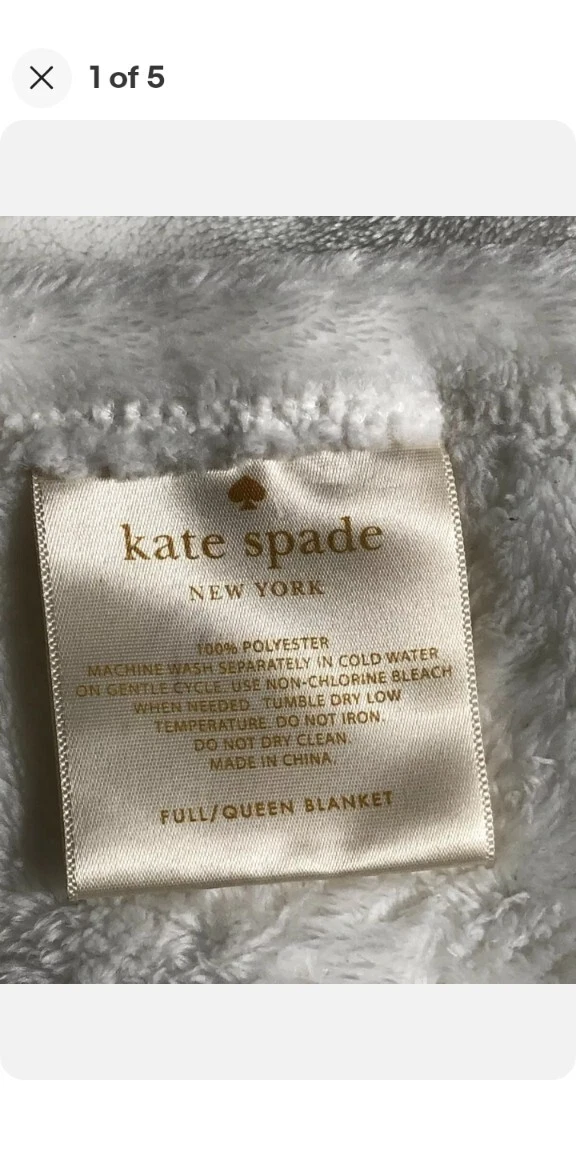 1 of 5
kate spade
NEW YORK
100% POLYESTER
MACHINE WASH SEPARATELY IN COLD WATER
ON GENTLE CYCLE. USE NON-CHLORINE BLEACH
WHEN NEEDED. TUMBLE DRY LOW
TEMPERATURE. DO NOT IRON.
DO NOT DRY CLEAN.
MADE IN CHINA.
FULL/QUEEN BLANKET